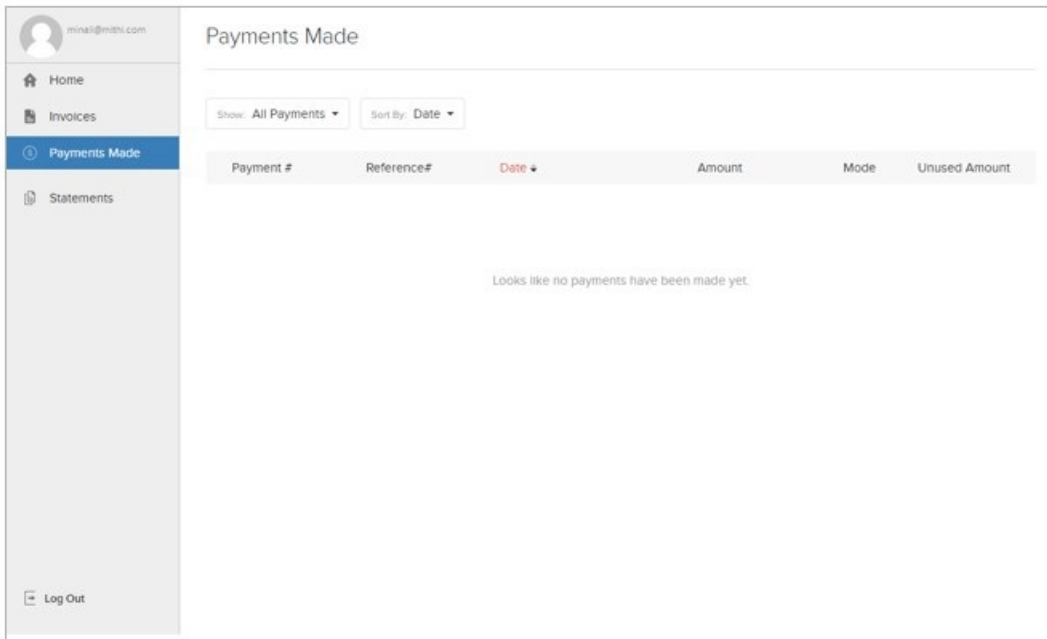 minali@mithi.com
Home
Invoices
Payments Made
Statements
Log Out
Payments Made
Show: All Payments
Sort By: Date
Payment # Reference# Date Amount Mode Unused Amount
Looks like no payments have been made yet.